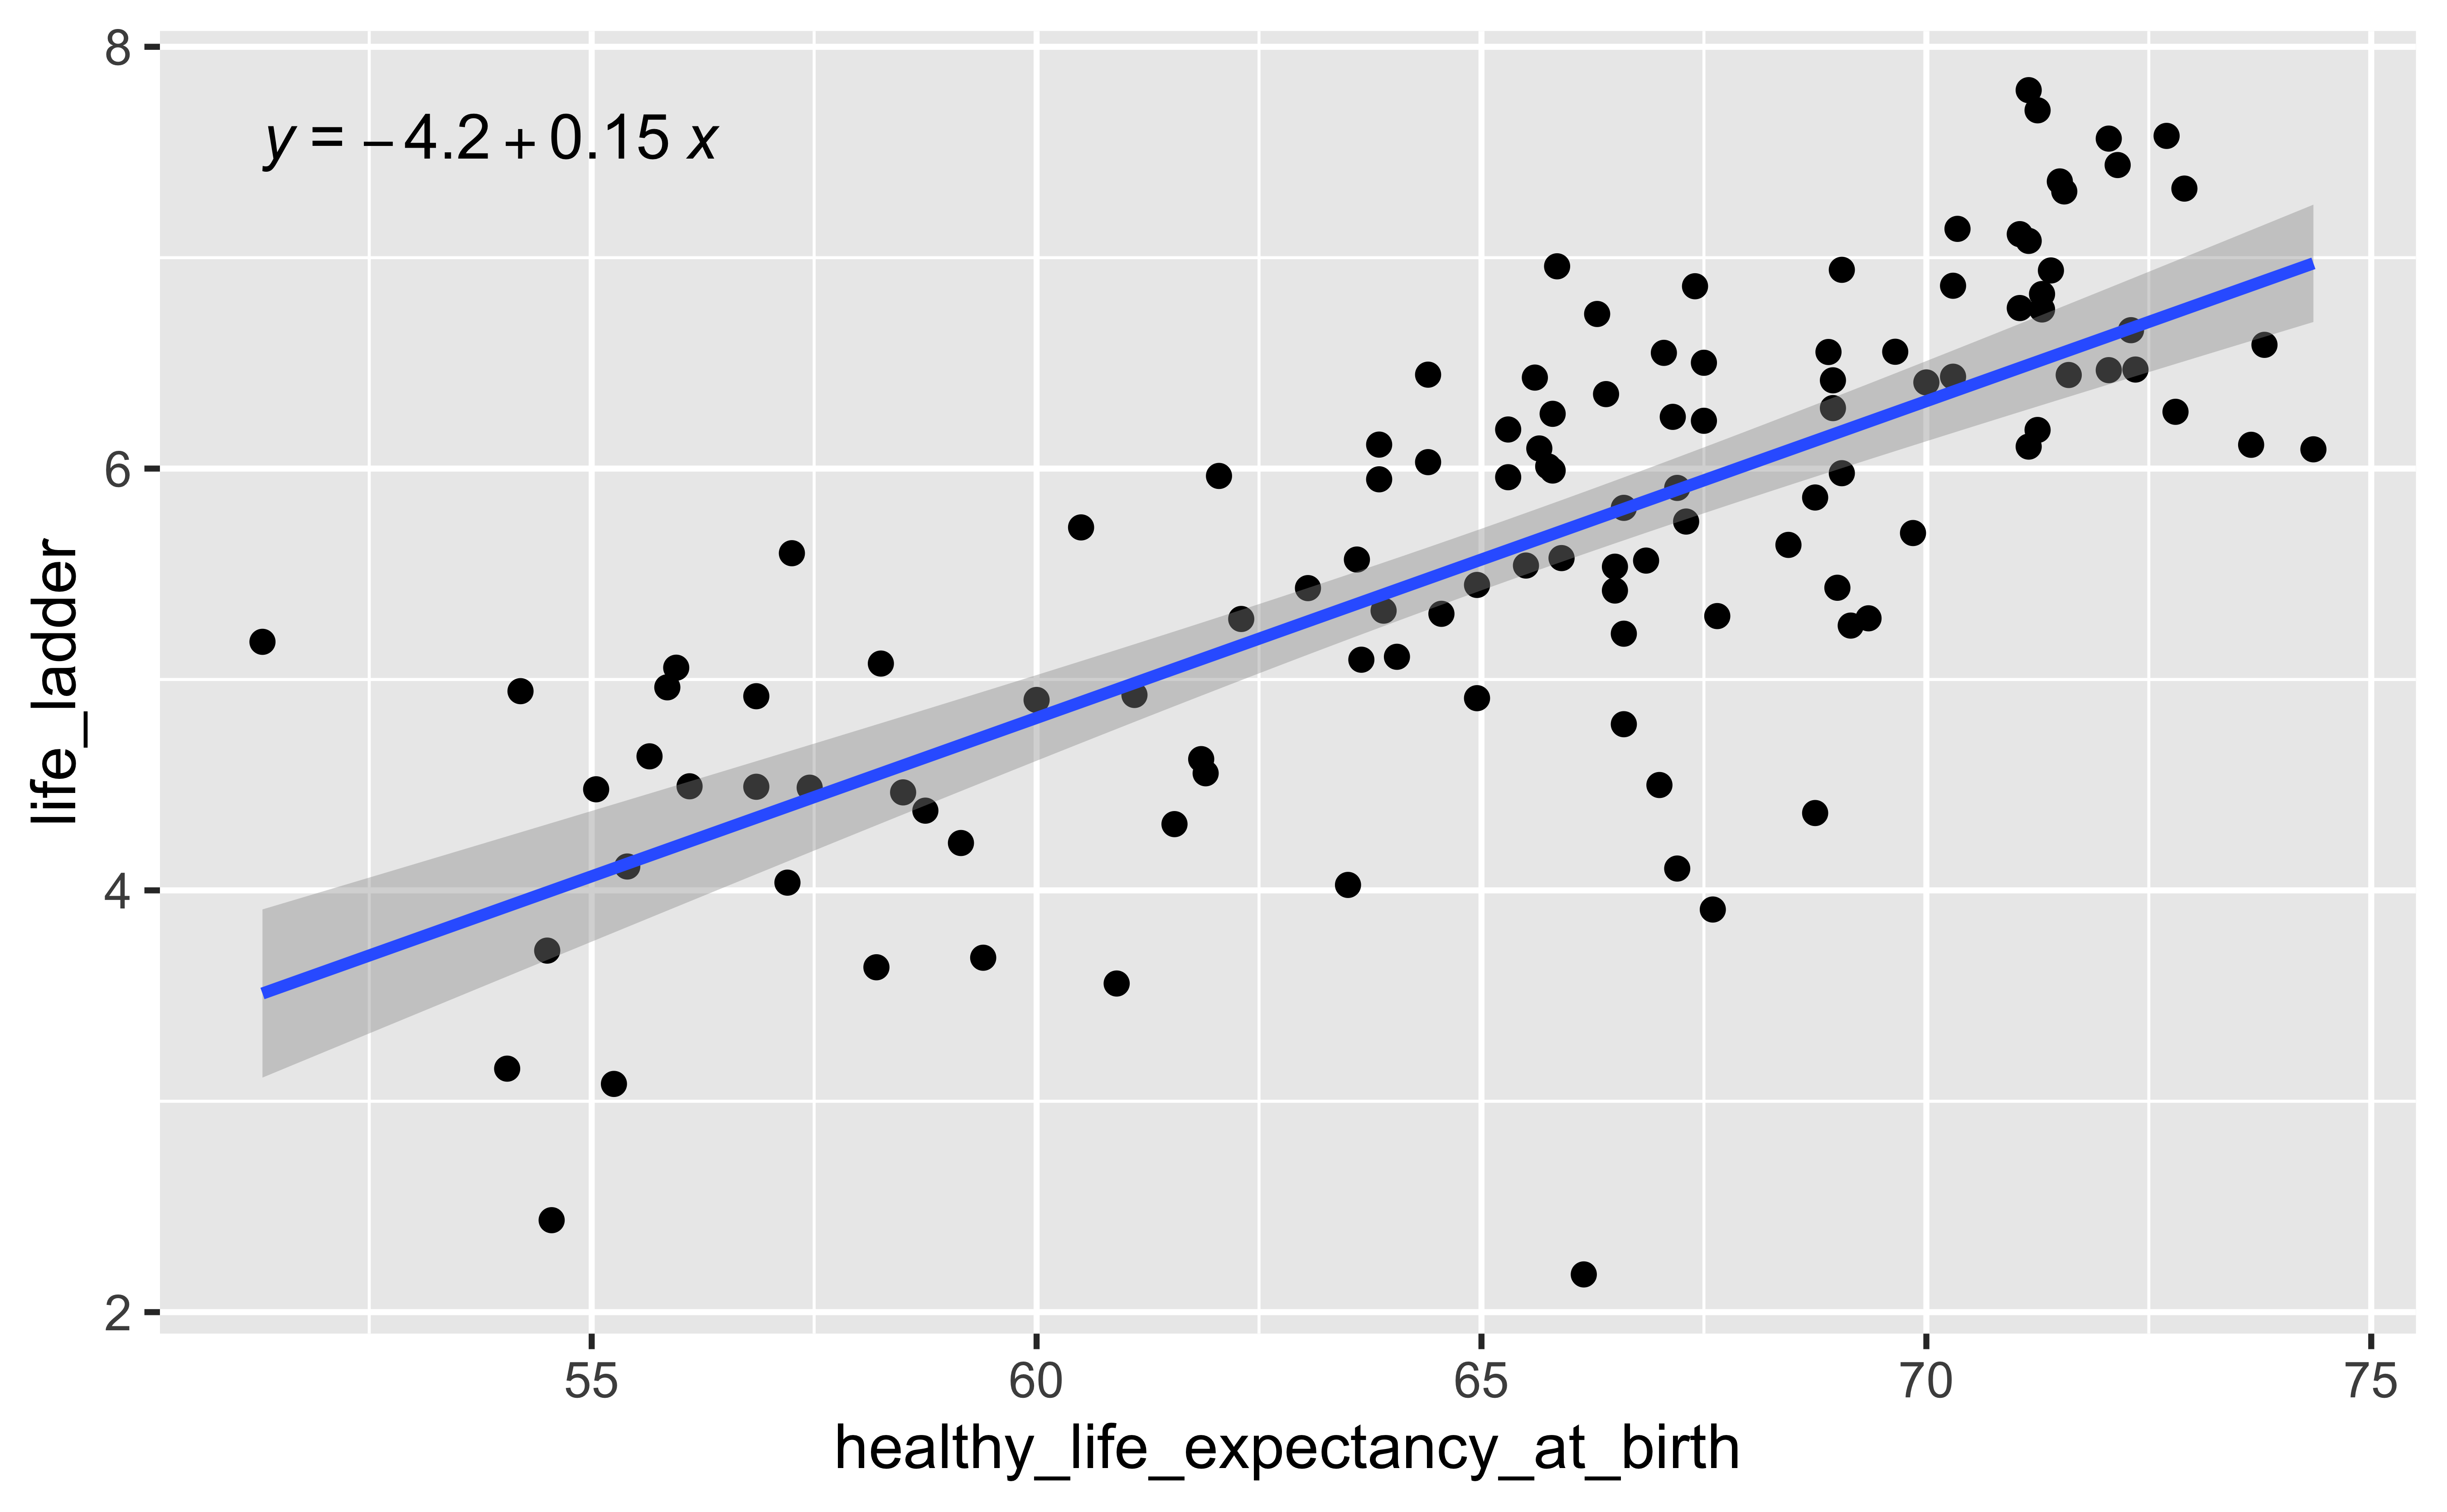 8
y = −4.2 + 0.15 x
6
life_ladder
4
2
55 60 65 70 75
healthy_life_expectancy_at_birth